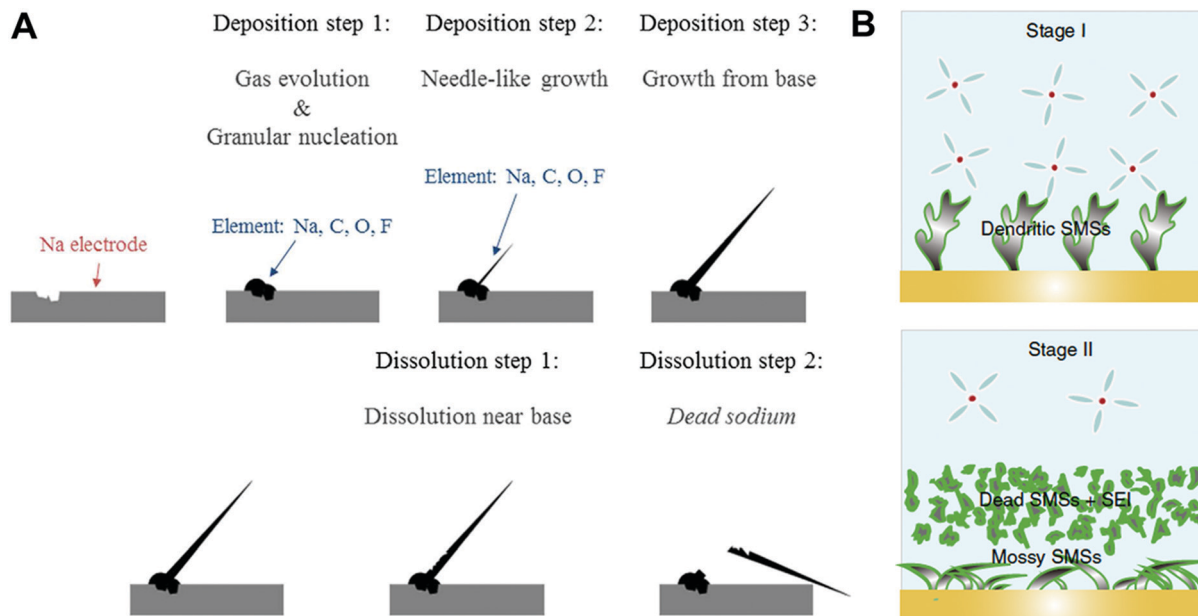 A
Deposition step 1:
Gas evolution
&
Granular nucleation
Element: Na, C, O, F
Na electrode
Deposition step 2:
Needle-like growth
Element: Na, C, O, F
Deposition step 3:
Growth from base
Dissolution step 1:
Dissolution near base
Dissolution step 2:
Dead sodium
B
Stage I
Dendritic SMSs
Stage II
Dead SMSs + SEI
Mossy SMSs